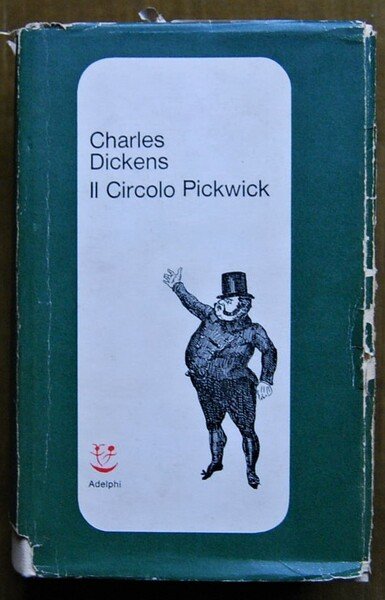 Charles
Dickens
Il Circolo Pickwick
Adelphi